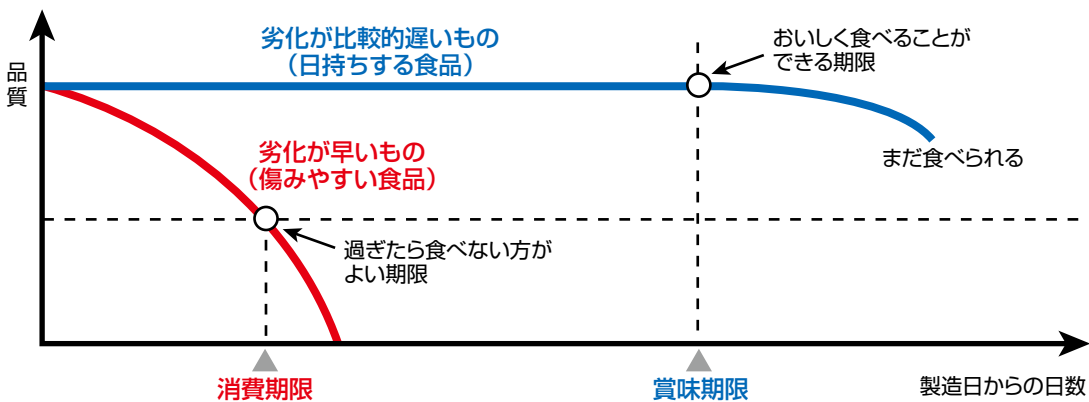 品質
劣化が比較的遅いもの
（日持ちする食品）
おいしく食べることが
できる期限
まだ食べられる
劣化が早いもの
（傷みやすい食品）
過ぎたら食べない方が
よい期限
消費期限
賞味期限
製造日からの日数